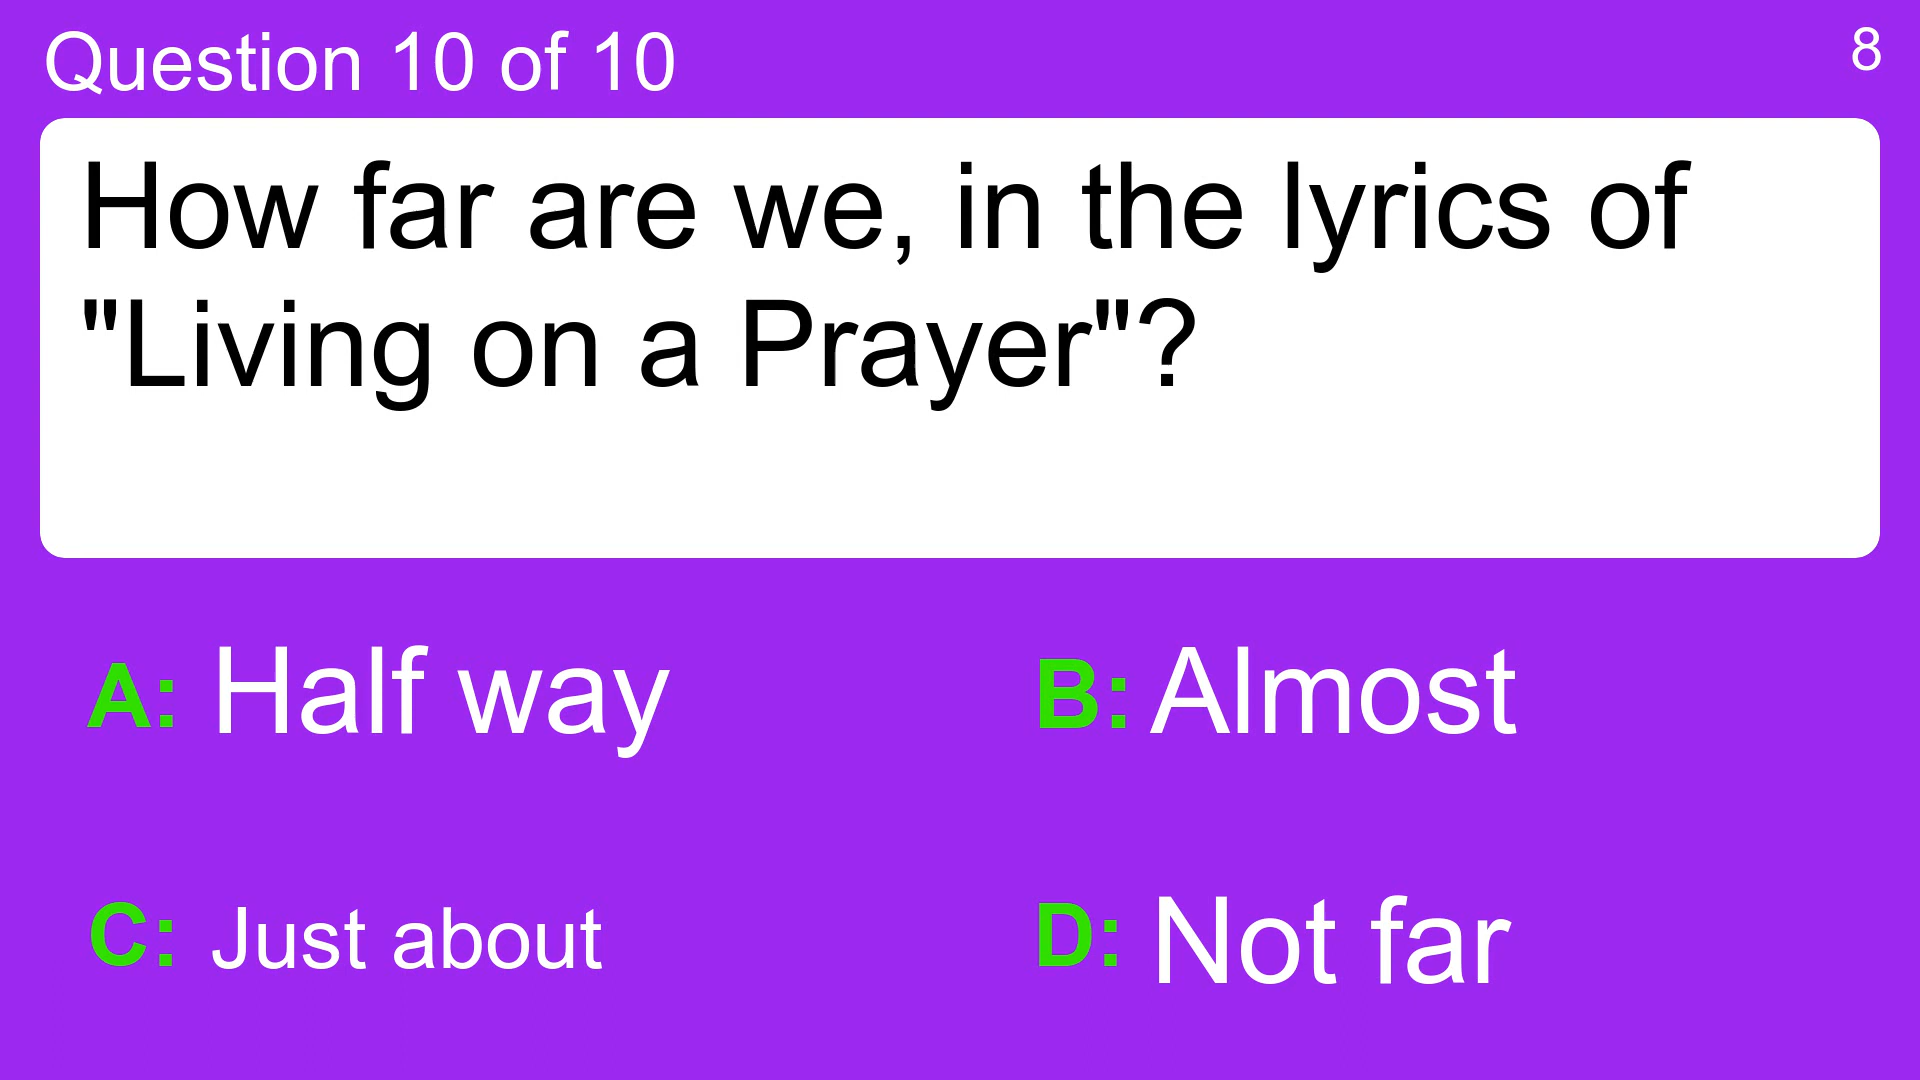 Question 10 of 10
8
How far are we, in the lyrics of
"Living on a Prayer"?
A: Half way
B: Almost
C: Just about
D: Not far